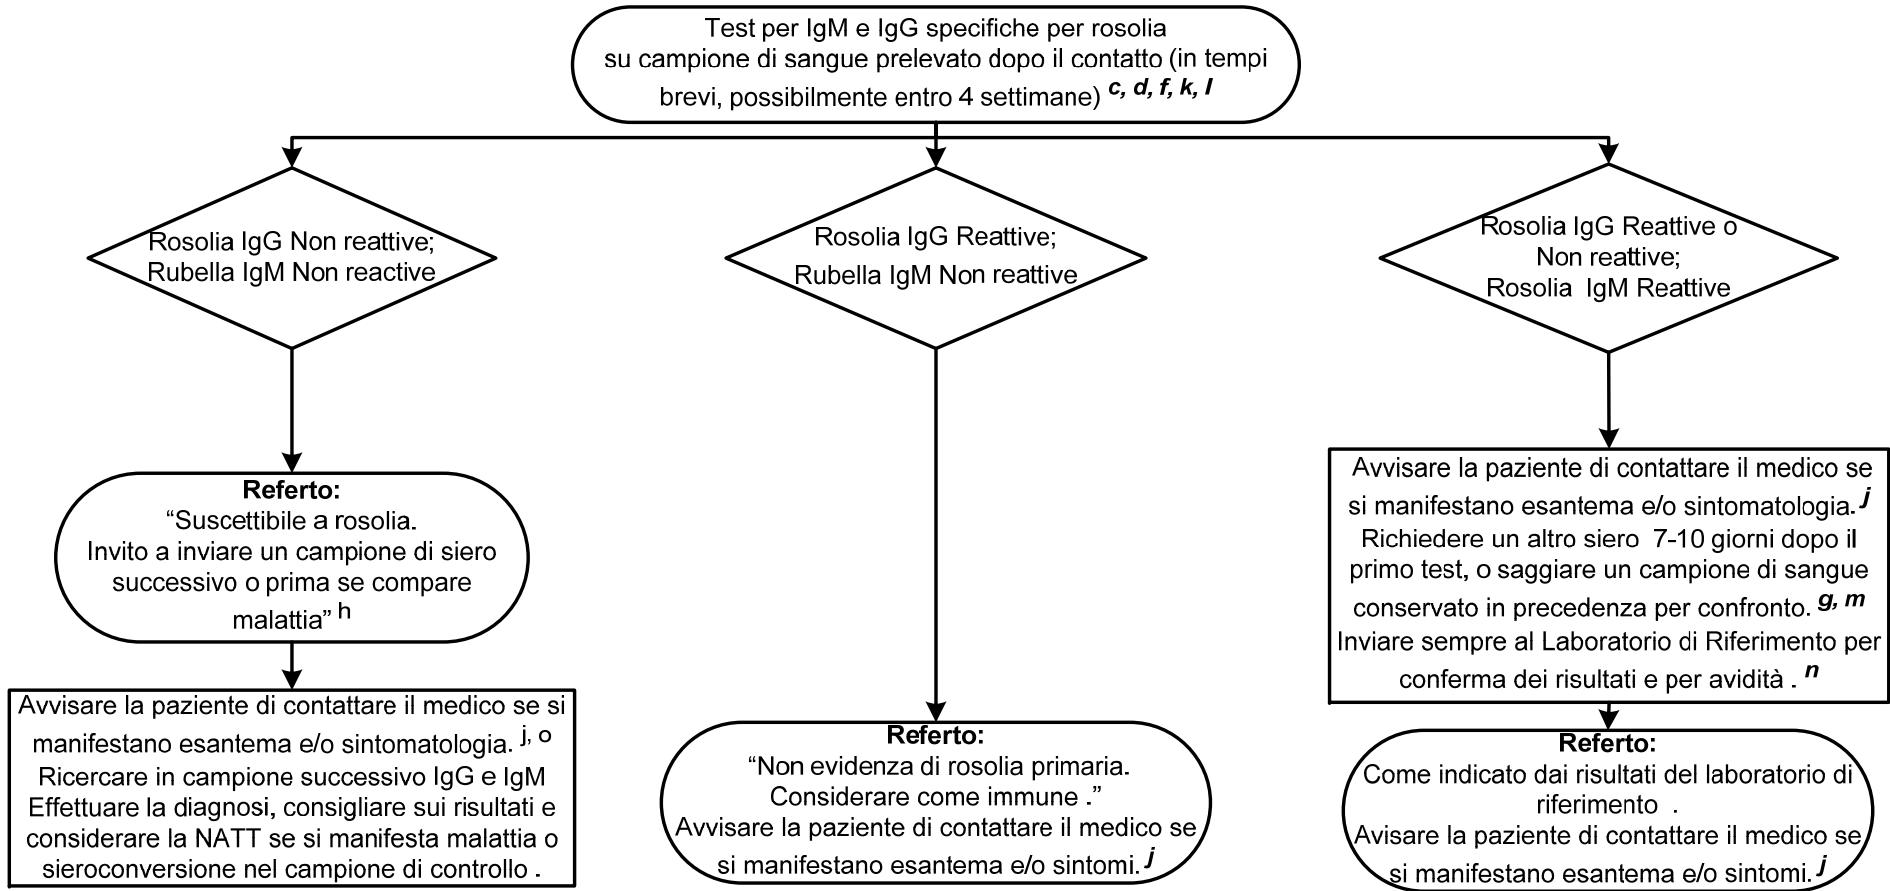 Test per IgM e IgG specifiche per rosolia
su campione di sangue prelevato dopo il contatto (in tempi
brevi, possibilmente entro 4 settimane) c, d, f, k, l
Rosolia IgG Non reattive;
Rubella IgM Non reactive
Rosolia IgG Reattive;
Rubella IgM Non reattive
Rosolia IgG Reattive o
Non reattive;
Rosolia IgM Reattive
Referto:
“Suscettibile a rosolia.
Invito a inviare un campione di siero
successivo o prima se compare
malattia” h
Avvisare la paziente di contattare il medico se si
manifestano esantema e/o sintomatologia. j, o
Ricercare in campione successivo IgG e IgM
Effettuare la diagnosi, consigliare sui risultati e
considerare la NATT se si manifesta malattia o
sieroconversione nel campione di controllo .
Referto:
“Non evidenza di rosolia primaria.
Considerare come immune .”
Avvisare la paziente di contattare il medico se
si manifestano esantema e/o sintomi. j
Avvisare la paziente di contattare il medico se
si manifestano esantema e/o sintomatologia. j
Richiedere un altro siero 7-10 giorni dopo il
primo test, o saggiare un campione di sangue
conservato in precedenza per confronto. g, m
Inviare sempre al Laboratorio di Riferimento per
conferma dei risultati e per avidità . n
Referto:
Come indicato dai risultati del laboratorio di
riferimento .
Avisare la paziente di contattare il medico se
si manifestano esantema e/o sintomi. j